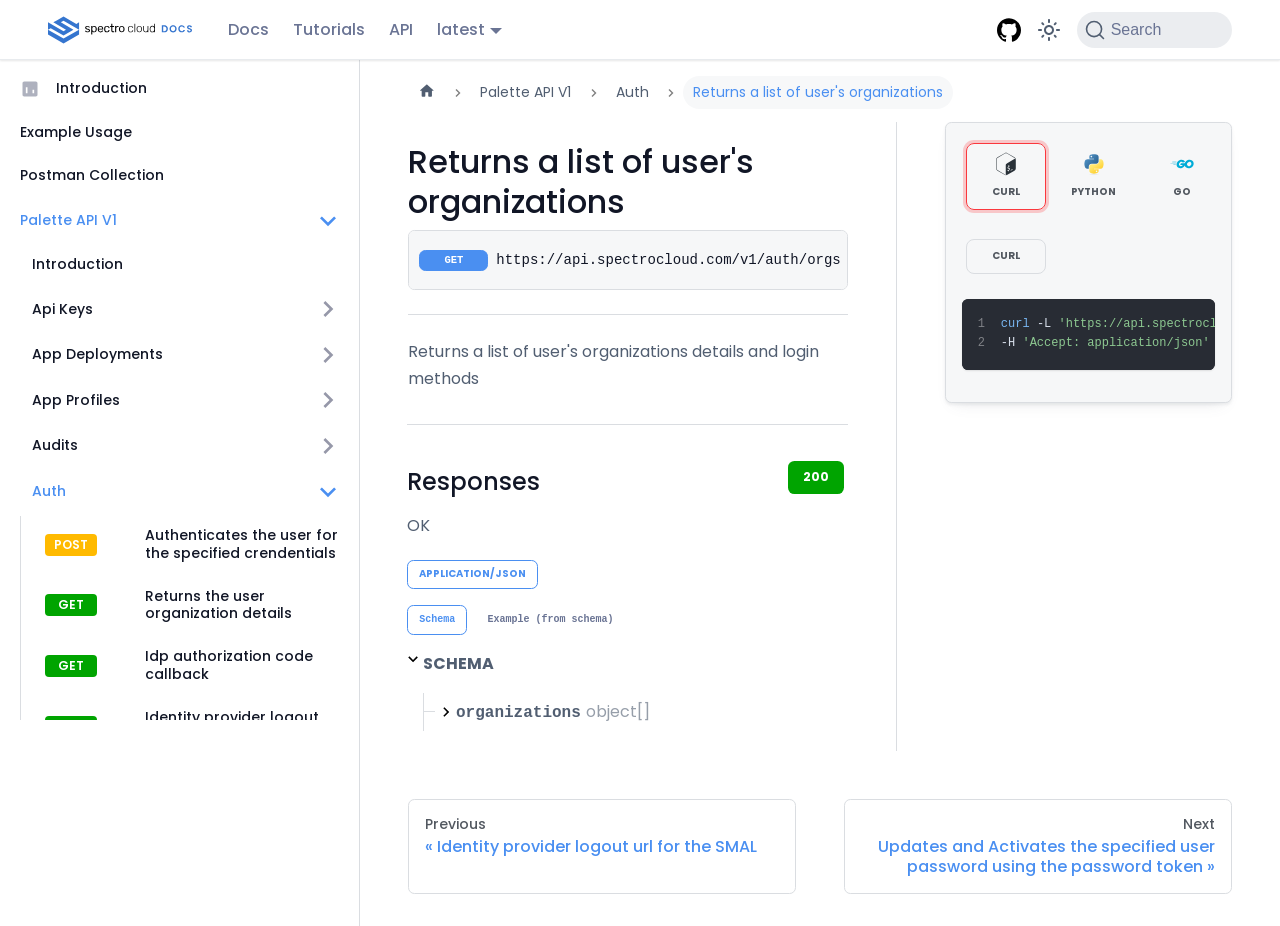 spectro cloud DOCS
Docs
Tutorials
API
latest
Search
Introduction
Example Usage
Postman Collection
Palette API V1
Introduction
Api Keys
App Deployments
App Profiles
Audits
Auth
POST
Authenticates the user for
the specified crendentials
GET
Returns the user
organization details
GET
Idp authorization code
callback
Identity provider logout
Palette API V1
Auth
Returns a list of user's organizations
Returns a list of user's
organizations
GET https://api.spectrocloud.com/v1/auth/orgs
Returns a list of user's organizations details and login
methods
Responses
200
OK
APPLICATION/JSON
Schema
Example (from schema)
SCHEMA
organizations object[]
CURL
PYTHON
GO
CURL
1 curl -L 'https://api.spectrocl
2 -H 'Accept: application/json'
Previous
« Identity provider logout url for the SMAL
Next
Updates and Activates the specified user
password using the password token »